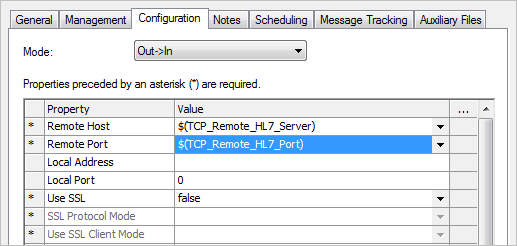 General Management Configuration Notes Scheduling Message Tracking Auxiliary Files
Mode: Out->In
Properties preceded by an asterisk (*) are required.
Property Value ...
* Remote Host $(TCP_Remote_HL7_Server)
* Remote Port $(TCP_Remote_HL7_Port)
Local Address
Local Port 0
* Use SSL false
* SSL Protocol Mode
* Use SSL Client Mode